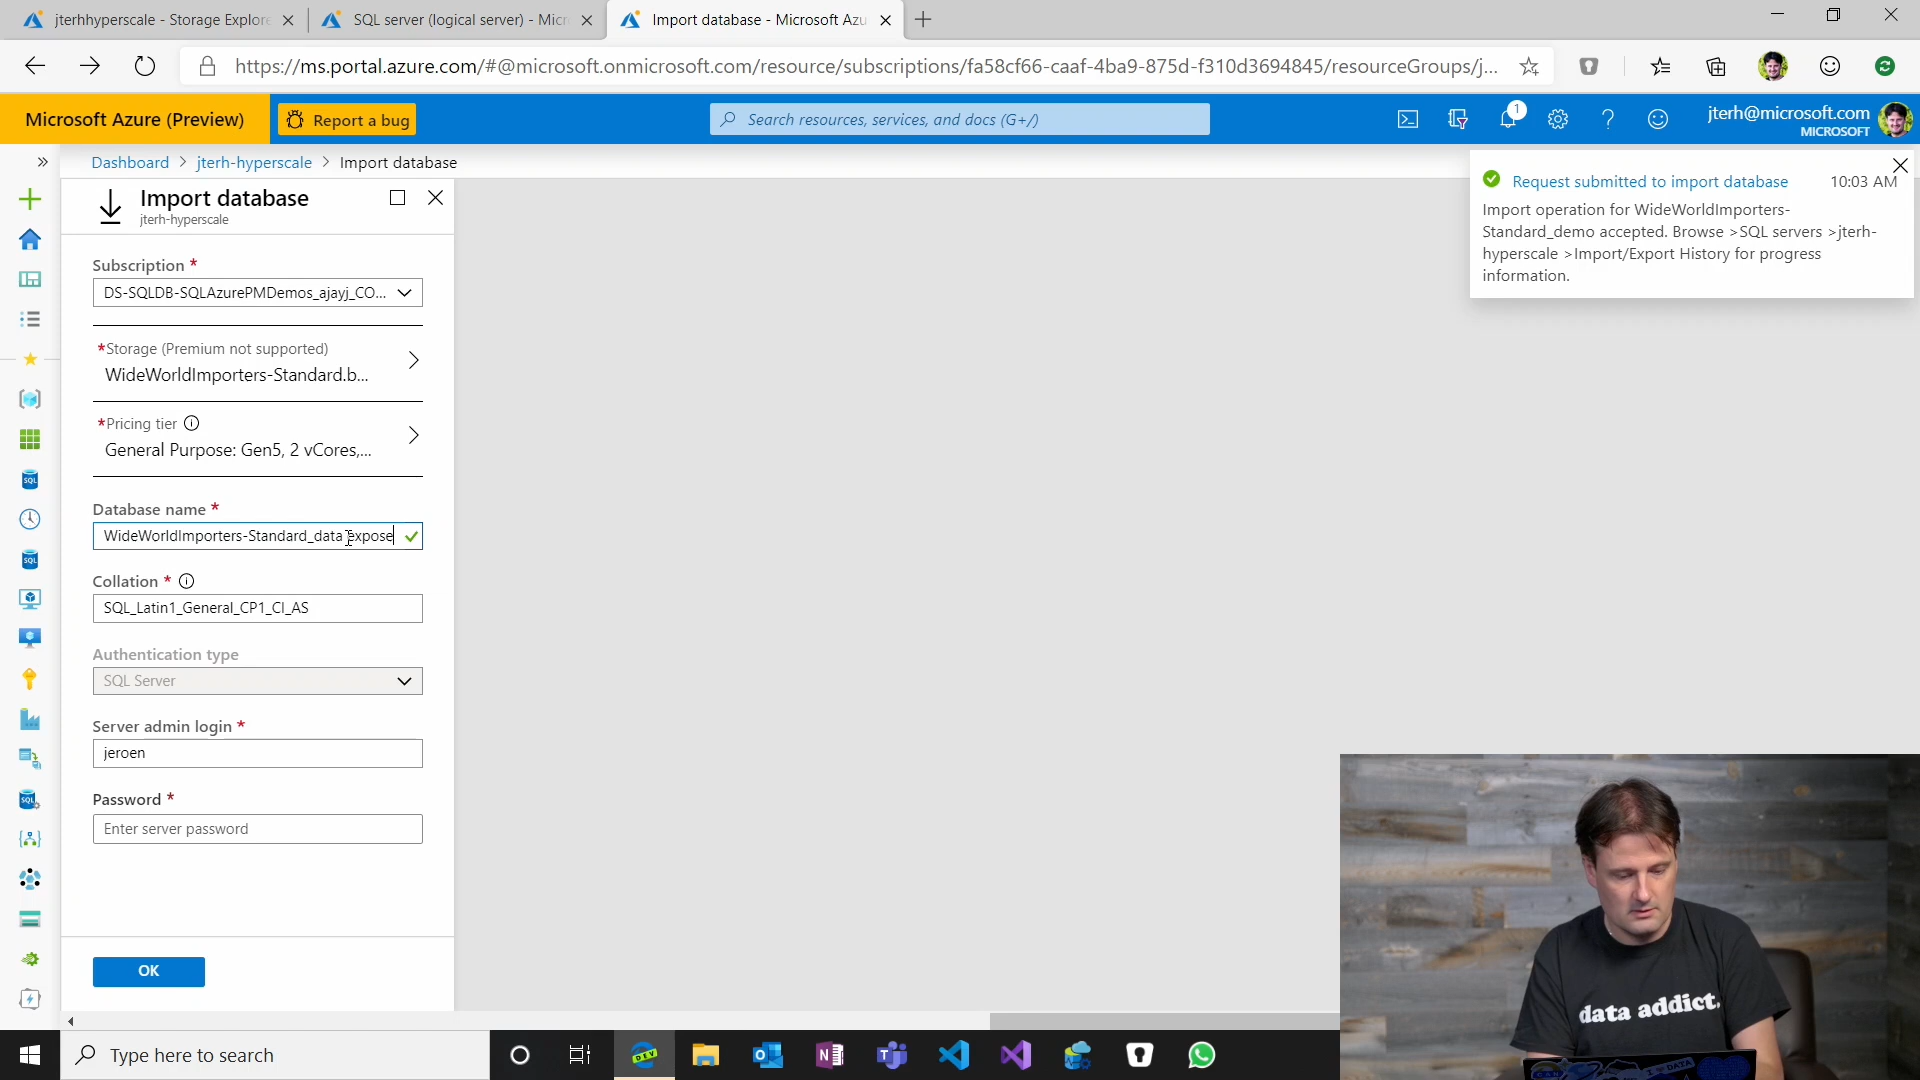 jterhhyperscale - Storage Explore
SQL server (logical server) - Micr
Import database - Microsoft Azu
https://ms.portal.azure.com/#@microsoft.onmicrosoft.com/resource/subscriptions/fa58cf66-caaf-4ba9-875d-f310d3694845/resourceGroups/j...
Microsoft Azure (Preview)
Report a bug
Search resources, services, and docs (G+/)
1
jterh@microsoft.com
MICROSOFT
Dashboard > jterh-hyperscale > Import database
Import database
jterh-hyperscale
Request submitted to import database 10:03 AM
Import operation for WideWorldImporters-
Standard_demo accepted. Browse >SQL servers >jterh-
hyperscale >Import/Export History for progress
information.
Subscription *
DS-SQLDB-SQLAzurePMDemos_ajayj_CO...
*Storage (Premium not supported)
WideWorldImporters-Standard.b...
*Pricing tier
General Purpose: Gen5, 2 vCores,...
Database name *
WideWorldImporters-Standard_data expose
Collation *
SQL_Latin1_General_CP1_CI_AS
Authentication type
SQL Server
Server admin login *
jeroen
Password *
Enter server password
OK
data addict.
Type here to search
DEV